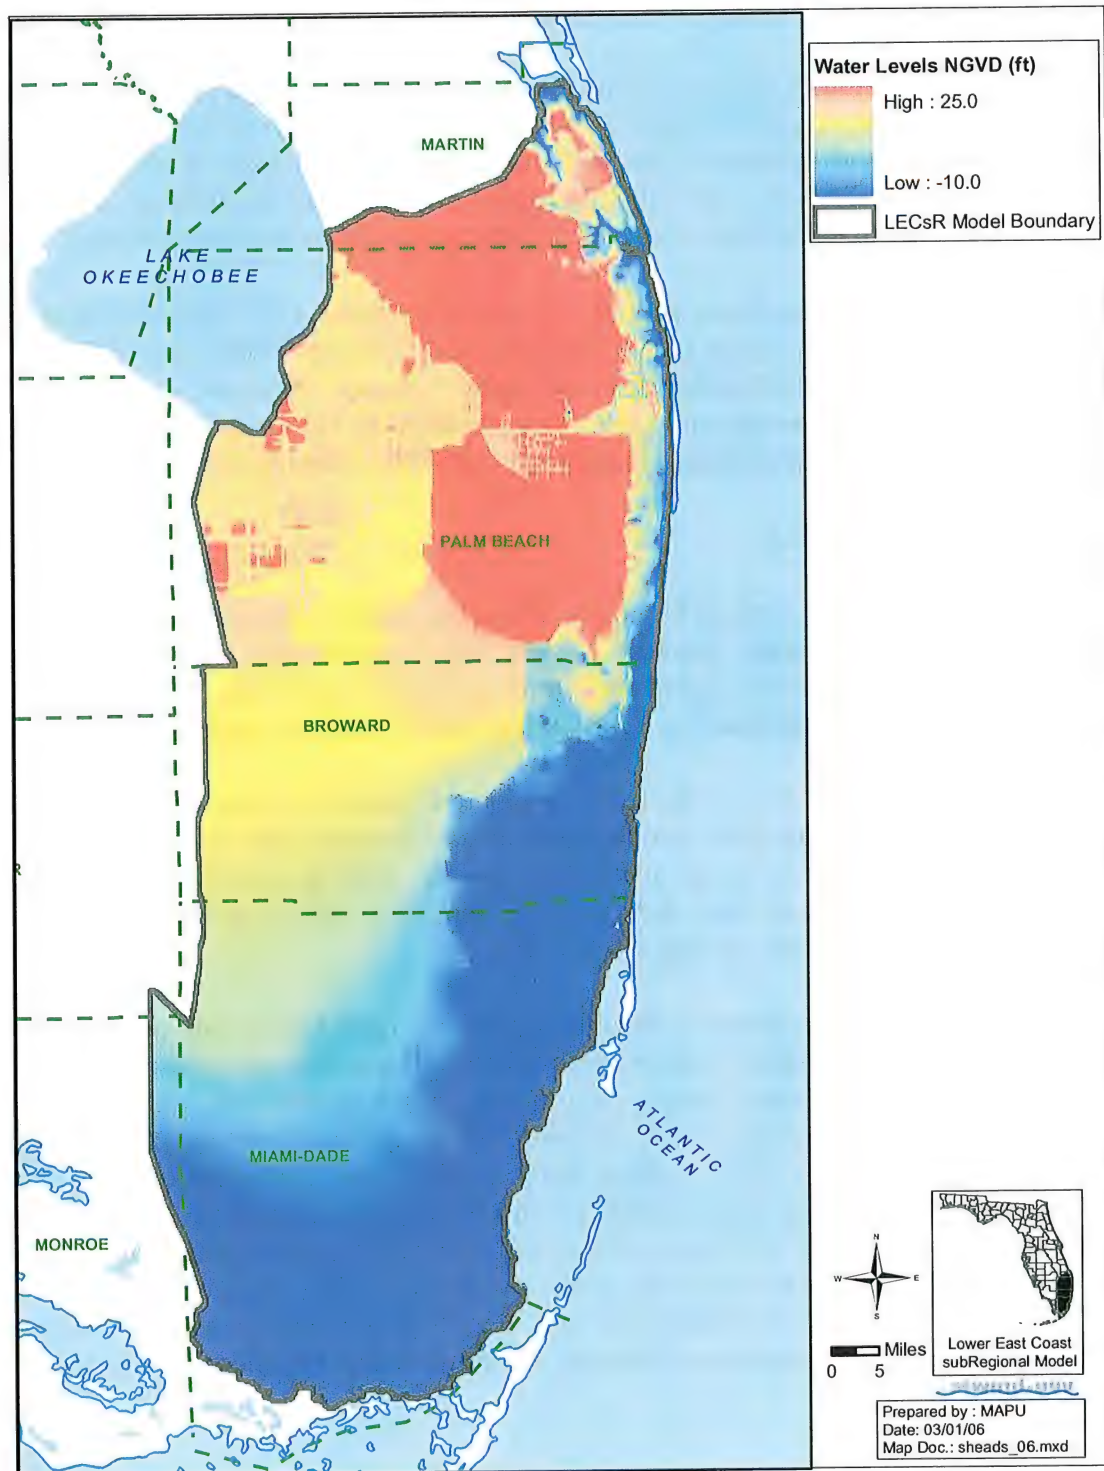 Water Levels NGVD (ft)
High : 25.0
Low : -10.0
LECsR Model Boundary
MARTIN
LAKE
OKEECHOBEE
PALM BEACH
BROWARD
R
ATLANTIC
OCEAN
MIAMI-DADE
MONROE
N
W
E
S
Miles
0 5
Lower East Coast
subRegional Model
Prepared by : MAPU
Date: 03/01/06
Map Doc.: sheads_06.mxd